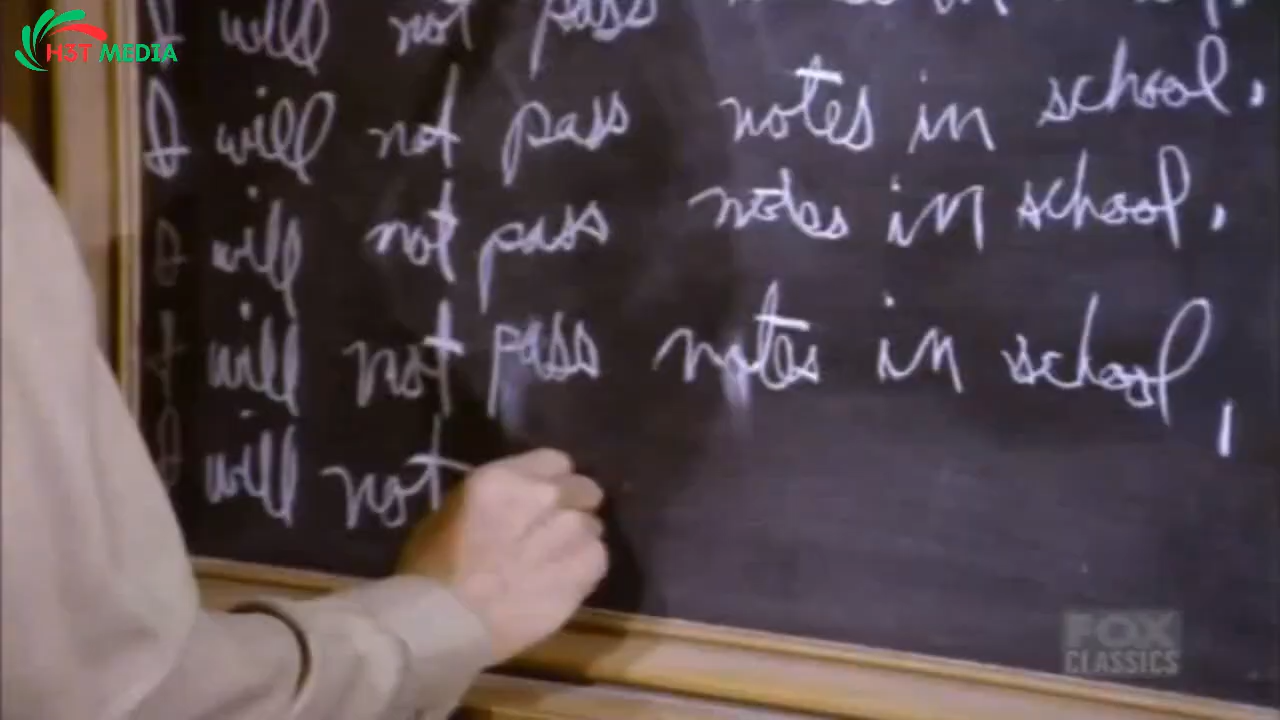 H3T MEDIA
I will not pass
I will not pass notes in school.
I will not pass notes in school.
I will not pass notes in school,
I will not
FOX
CLASSICS